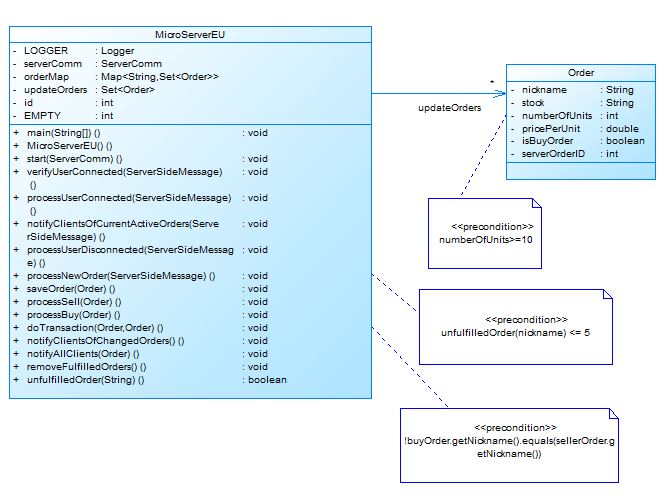 MicroServerEU
- LOGGER : Logger
- serverComm : ServerComm
- orderMap : Map<String,Set<Order>>
- updateOrders : Set<Order>
- id : int
- EMPTY : int
+ main(String[]) () : void
+ MicroServerEU() ()
+ start(ServerComm) () : void
+ verifyUserConnected(ServerSideMessage) : void
()
+ processUserConnected(ServerSideMessage) : void
()
+ notifyClientsOfCurrentActiveOrders(Serve : void
rSideMessage) ()
+ processUserDisconnected(ServerSideMessag : void
e) ()
+ processNewOrder(ServerSideMessage) () : void
+ saveOrder(Order) () : void
+ processSell(Order) () : void
+ processBuy(Order) () : void
+ doTransaction(Order,Order) () : void
+ notifyClientsOfChangedOrders() () : void
+ notifyAllClients(Order) () : void
+ removeFulfilledOrders() () : void
+ unfulfilledOrder(String) () : boolean
*
updateOrders
Order
- nickname : String
- stock : String
- numberOfUnits : int
- pricePerUnit : double
- isBuyOrder : boolean
- serverOrderID : int
<<precondition>>
numberOfUnits>=10
<<precondition>>
unfulfilledOrder(nickname) <= 5
<<precondition>>
!buyOrder.getNickname().equals(sellerOrder.g
etNickname())